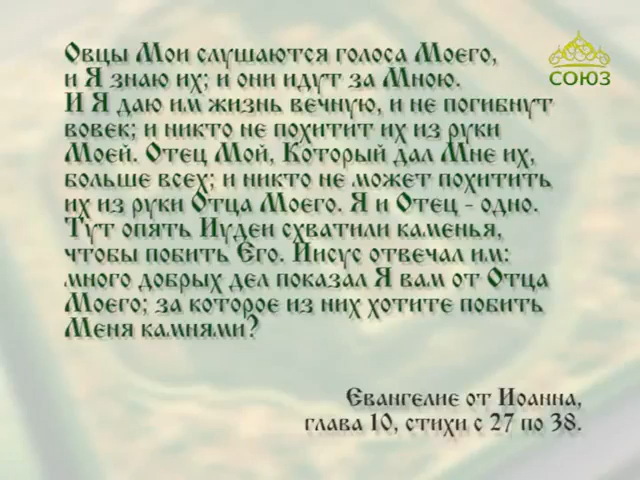 Овцы Мои слушаются голоса Моего,
и Я знаю их; и они идут за Мною.
И Я даю им жизнь вечную, и не погибнут
вовек; и никто не похитит их из руки
Моей. Отец Мой, Который дал Мне их,
больше всех; и никто не может похитить
их из руки Отца Моего. Я и Отец - одно.
Тут опять Иудеи схватили каменья,
чтобы побить Его. Иисус отвечал им:
много добрых дел показал Я вам от Отца
Моего; за которое из них хотите побить
Меня камнями?
Евангелие от Иоанна,
глава 10, стихи с 27 по 38.
СОЮЗ